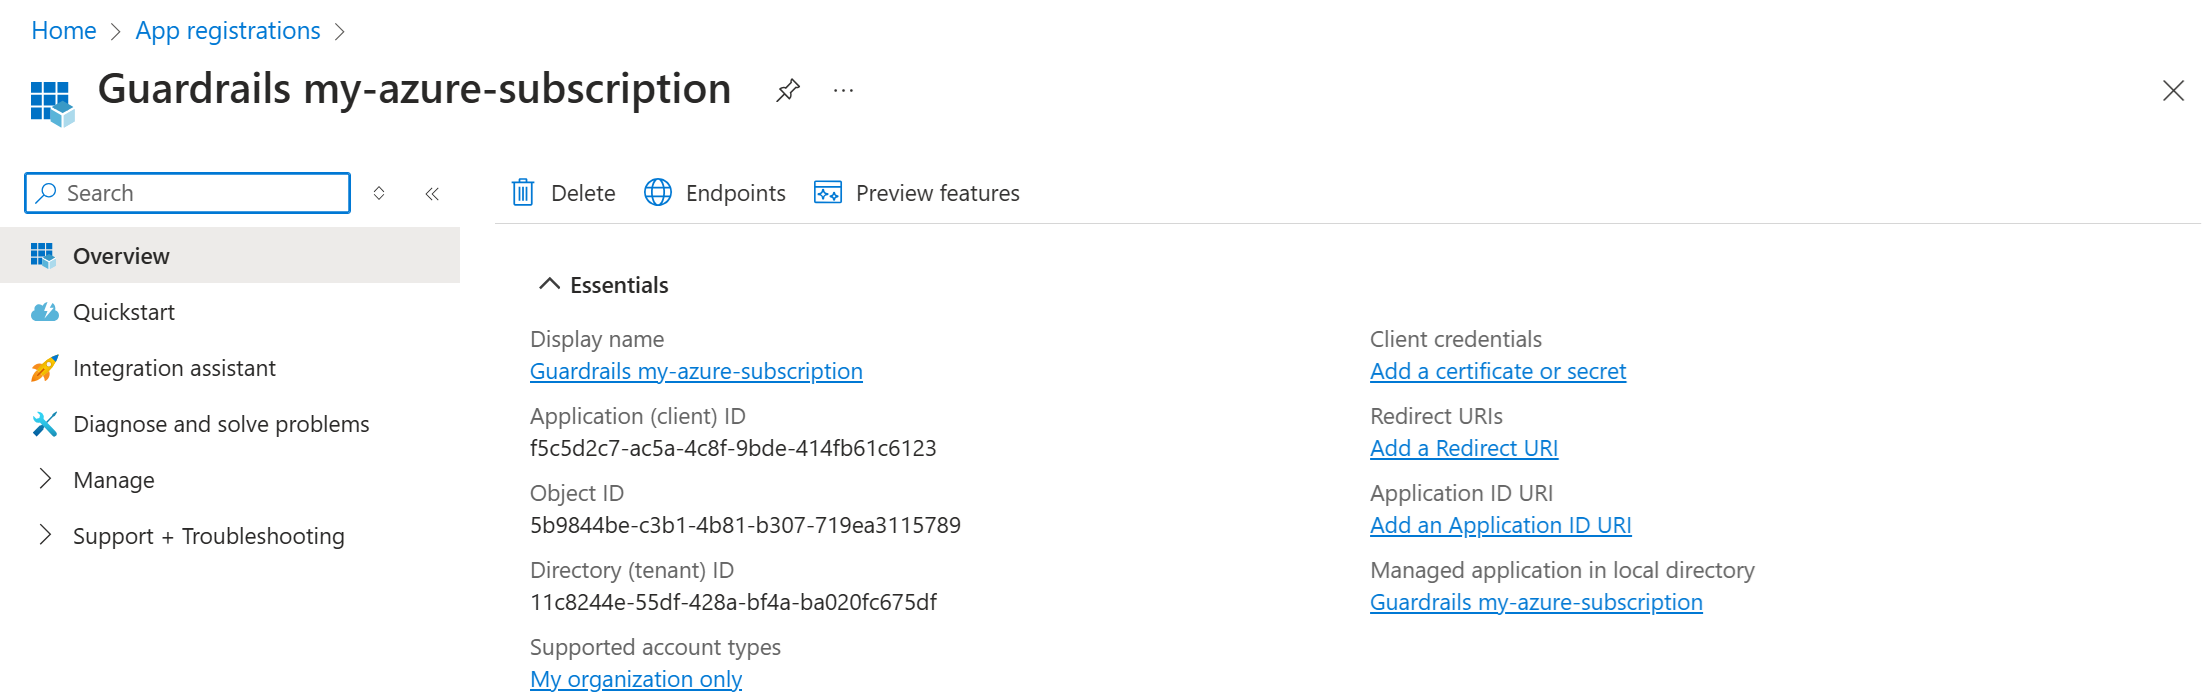 Home > App registrations >
Guardrails my-azure-subscription
Search
Delete Endpoints Preview features
Overview
Quickstart
Integration assistant
Diagnose and solve problems
Manage
Support + Troubleshooting
Essentials
Display name
Guardrails my-azure-subscription
Application (client) ID
f5c5d2c7-ac5a-4c8f-9bde-414fb61c6123
Object ID
5b9844be-c3b1-4b81-b307-719ea3115789
Directory (tenant) ID
11c8244e-55df-428a-bf4a-ba020fc675df
Supported account types
My organization only
Client credentials
Add a certificate or secret
Redirect URIs
Add a Redirect URI
Application ID URI
Add an Application ID URI
Managed application in local directory
Guardrails my-azure-subscription